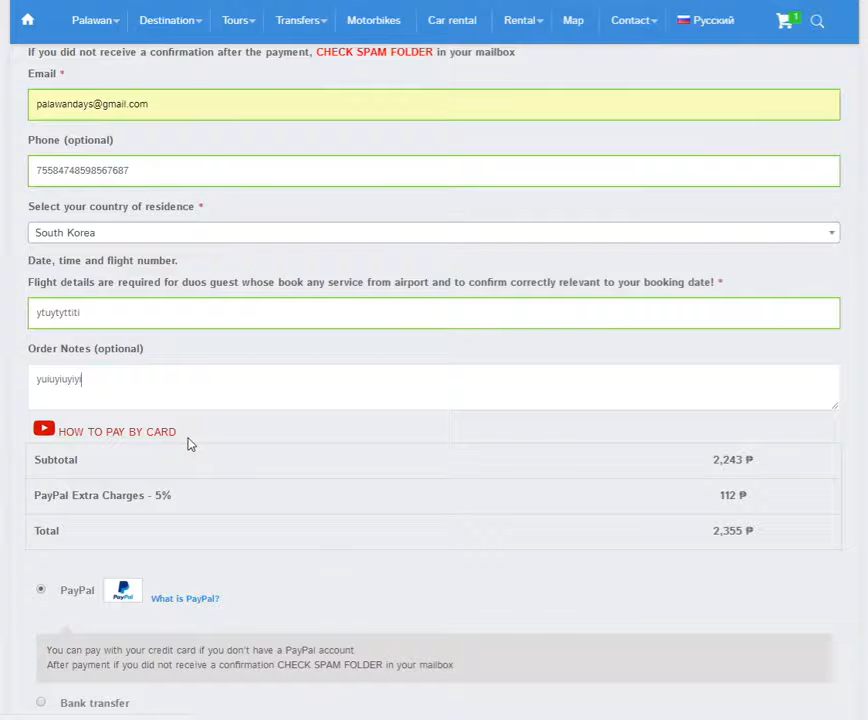 Palawan Destination Tours Transfers Motorbikes Car rental Rental Map Contact Русский 1
If you did not receive a confirmation after the payment, CHECK SPAM FOLDER in your mailbox
Email *
palawandays@gmail.com
Phone (optional)
75584748598567687
Select your country of residence *
South Korea
Date, time and flight number.
Flight details are required for duos guest whose book any service from airport and to confirm correctly relevant to your booking date! *
ytuytyttiti
Order Notes (optional)
yuiuyiuyiyi
HOW TO PAY BY CARD
Subtotal 2,243 ₱
PayPal Extra Charges - 5% 112 ₱
Total 2,355 ₱
PayPal PayPal What is PayPal?
You can pay with your credit card if you don't have a PayPal account
After payment if you did not receive a confirmation CHECK SPAM FOLDER in your mailbox
Bank transfer